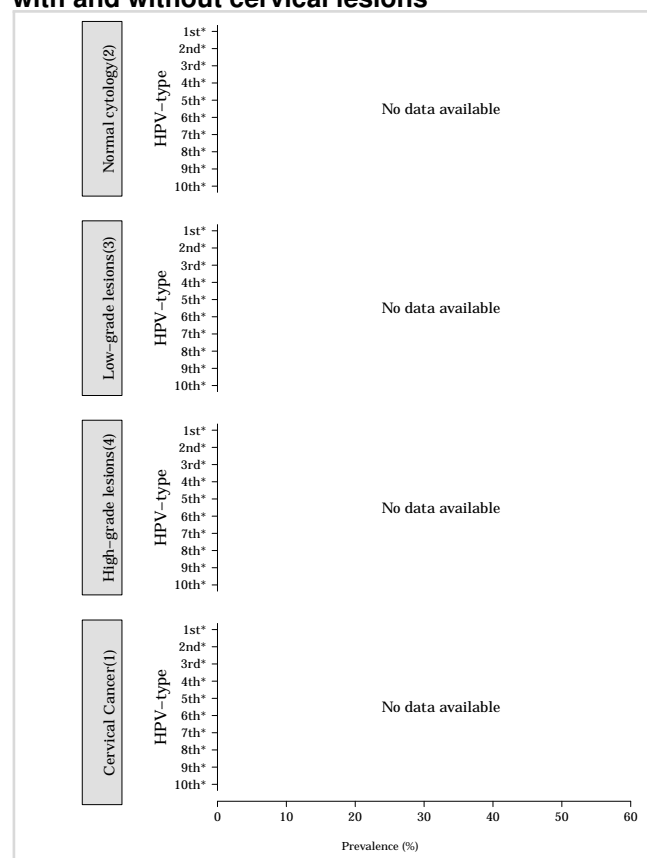 with and without cervical lesions
Normal cytology(2)
HPV−type
1st*
2nd*
3rd*
4th*
5th*
6th*
7th*
8th*
9th*
10th*
No data available
Low−grade lesions(3)
HPV−type
1st*
2nd*
3rd*
4th*
5th*
6th*
7th*
8th*
9th*
10th*
No data available
High−grade lesions(4)
HPV−type
1st*
2nd*
3rd*
4th*
5th*
6th*
7th*
8th*
9th*
10th*
No data available
Cervical Cancer(1)
HPV−type
1st*
2nd*
3rd*
4th*
5th*
6th*
7th*
8th*
9th*
10th*
No data available
0 10 20 30 40 50 60
Prevalence (%)